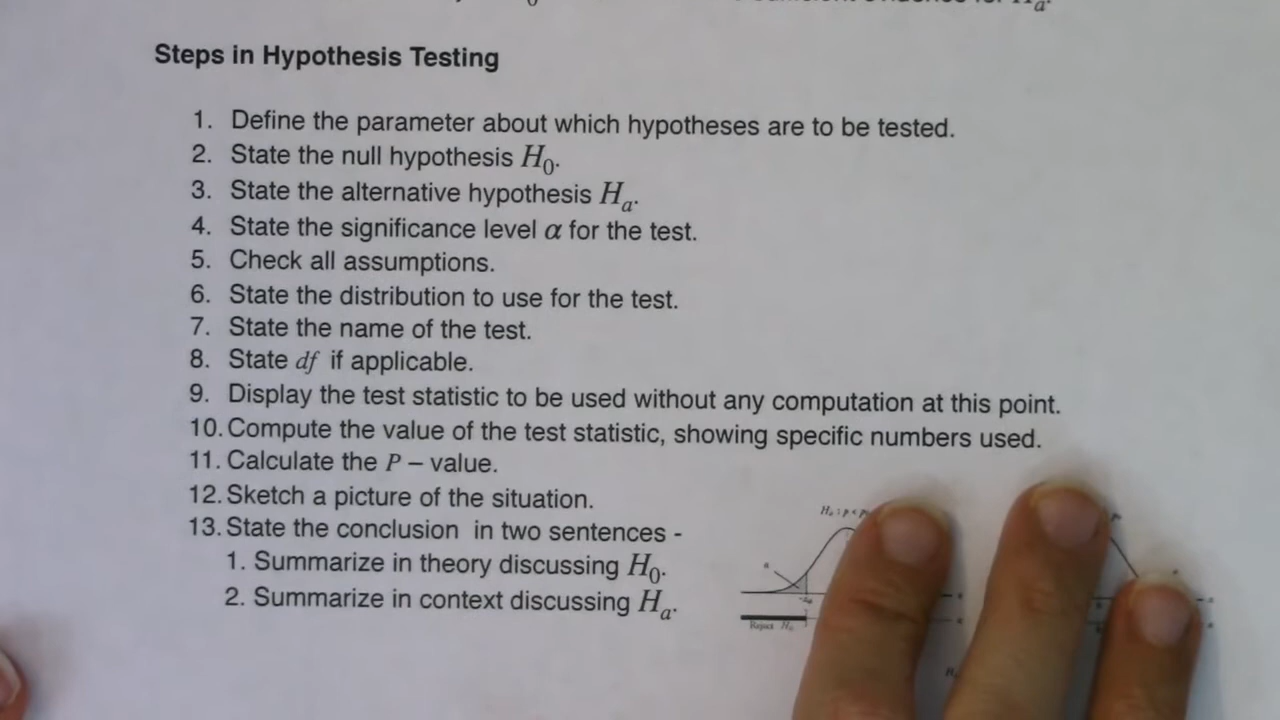 Steps in Hypothesis Testing
1. Define the parameter about which hypotheses are to be tested.
2. State the null hypothesis H₀.
3. State the alternative hypothesis Hₐ.
4. State the significance level α for the test.
5. Check all assumptions.
6. State the distribution to use for the test.
7. State the name of the test.
8. State df if applicable.
9. Display the test statistic to be used without any computation at this point.
10. Compute the value of the test statistic, showing specific numbers used.
11. Calculate the P – value.
12. Sketch a picture of the situation.
13. State the conclusion in two sentences -
1. Summarize in theory discussing H₀.
2. Summarize in context discussing Hₐ.
Reject H₀